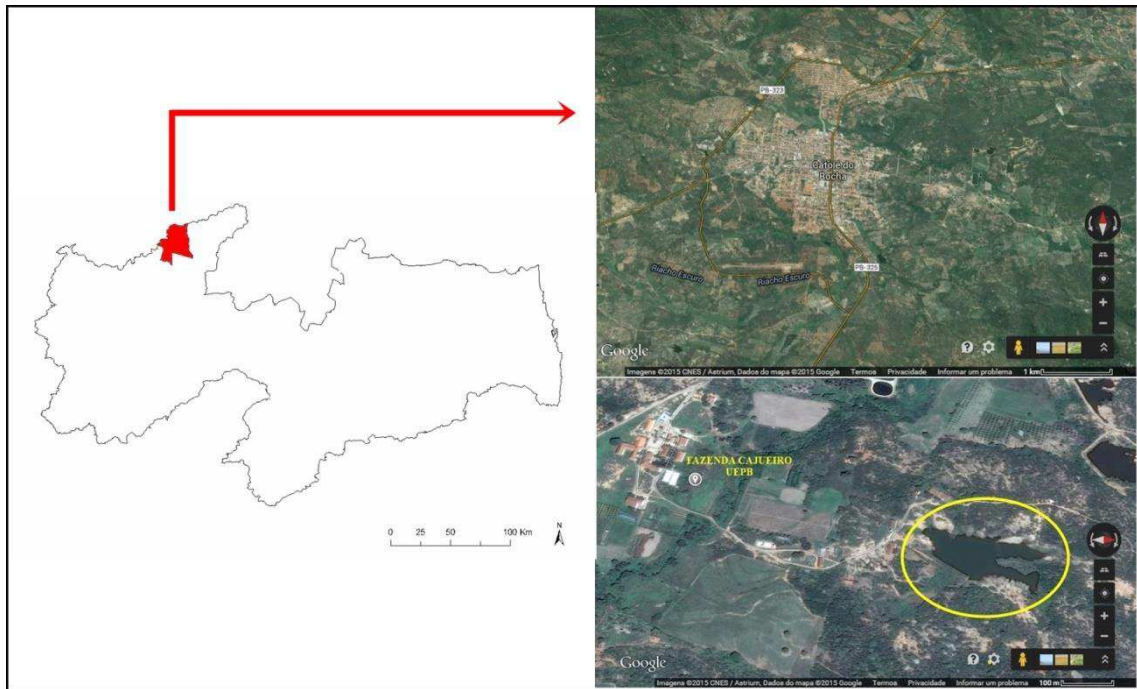 0 25 50 100 Km
N
PB-323
Catolé do
Rocha
PB-325
Riacho Escuro
Riacho Escuro
Google
Imagens ©2015 CNES / Astrium, Dados do mapa ©2015 Google Termos Privacidade Informar um problema 1 km
FAZENDA CAJUEIRO
UEPB
Google
Imagens ©2015 CNES / Astrium, Dados do mapa ©2015 Google Termos Privacidade Informar um problema 100 m